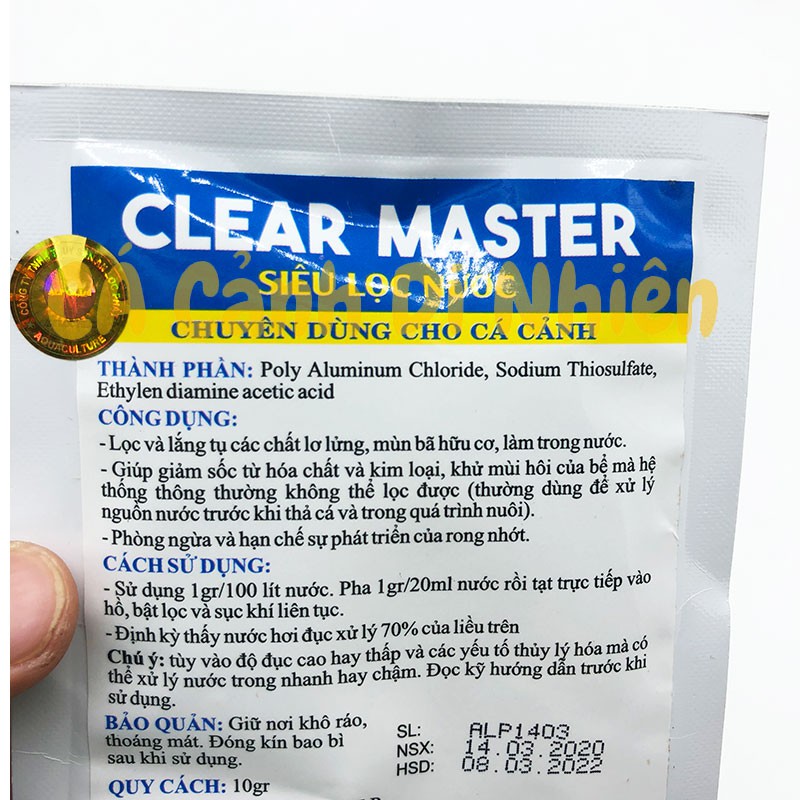 CLEAR MASTER
SIÊU LỌC NƯỚC
Cá Cảnh Dĩ Nhiên
CHUYÊN DÙNG CHO CÁ CẢNH
AQUACULTURE
THÀNH PHẦN: Poly Aluminum Chloride, Sodium Thiosulfate,
Ethylen diamine acetic acid
CÔNG DỤNG:
-Lọc và lắng tụ các chất lơ lửng, mùn bã hữu cơ, làm trong nước.
-Giúp giảm sốc từ hóa chất và kim loại, khử mùi hôi của bể mà hệ
thống thông thường không thể lọc được (thường dùng để xử lý
nguồn nước trước khi thả cá và trong quá trình nuôi).
-Phòng ngừa và hạn chế sự phát triển của rong nhớt.
CÁCH SỬ DỤNG:
- Sử dụng 1gr/100 lít nước. Pha 1gr/20ml nước rồi tạt trực tiếp vào
hồ, bật lọc và sục khí liên tục.
-Định kỳ thấy nước hơi đục xử lý 70% của liều trên
Chú ý: tùy vào độ đục cao hay thấp và các yếu tố thủy lý hóa mà có
thể xử lý nước trong nhanh hay chậm. Đọc kỹ hướng dẫn trước khi
sử dụng.
BẢO QUẢN: Giữ nơi khô ráo,
thoáng mát. Đóng kín bao bì
sau khi sử dụng.
SL: ALP1403
NSX: 14.03.2020
HSD: 08.03.2022
QUY CÁCH: 10gr